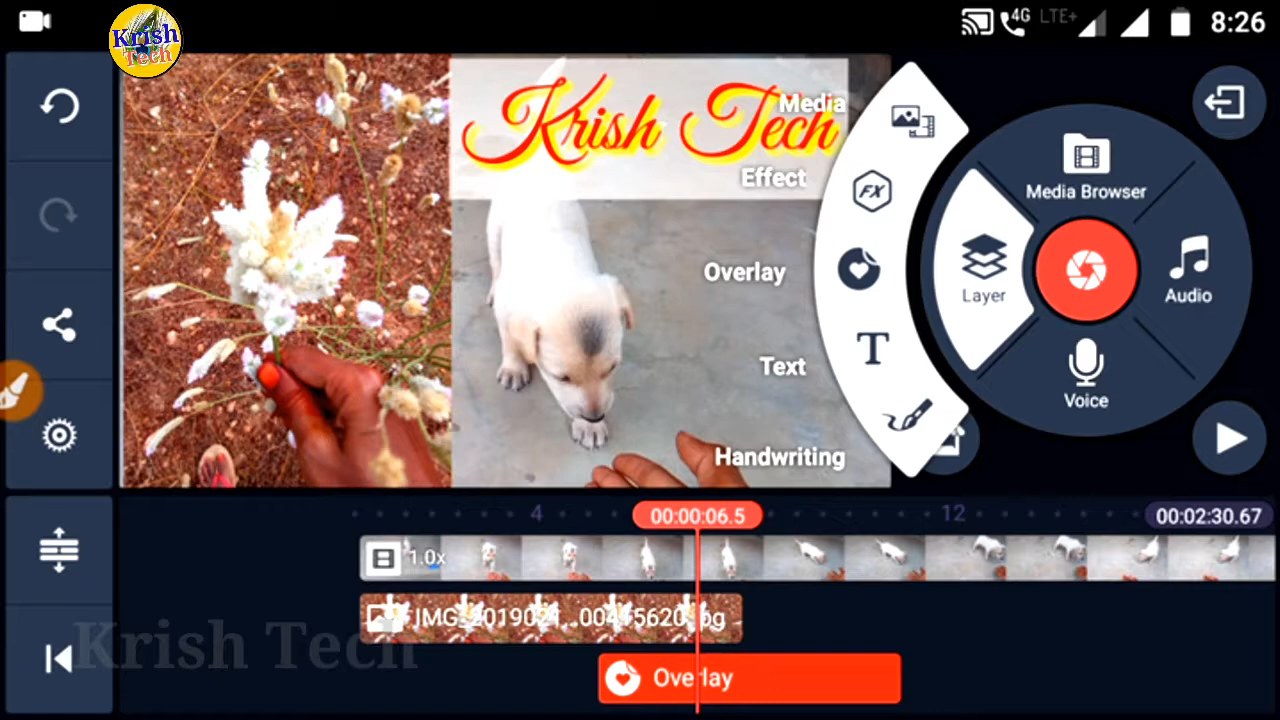 Krish
Tech
4G
LTE+
8:26
Krish Tech
Media
Effect
Overlay
Text
Handwriting
FX
T
Media Browser
Layer
Audio
Voice
4
00:00:06.5
12
00:02:30.67
1.0x
Overlay
Krish Tech